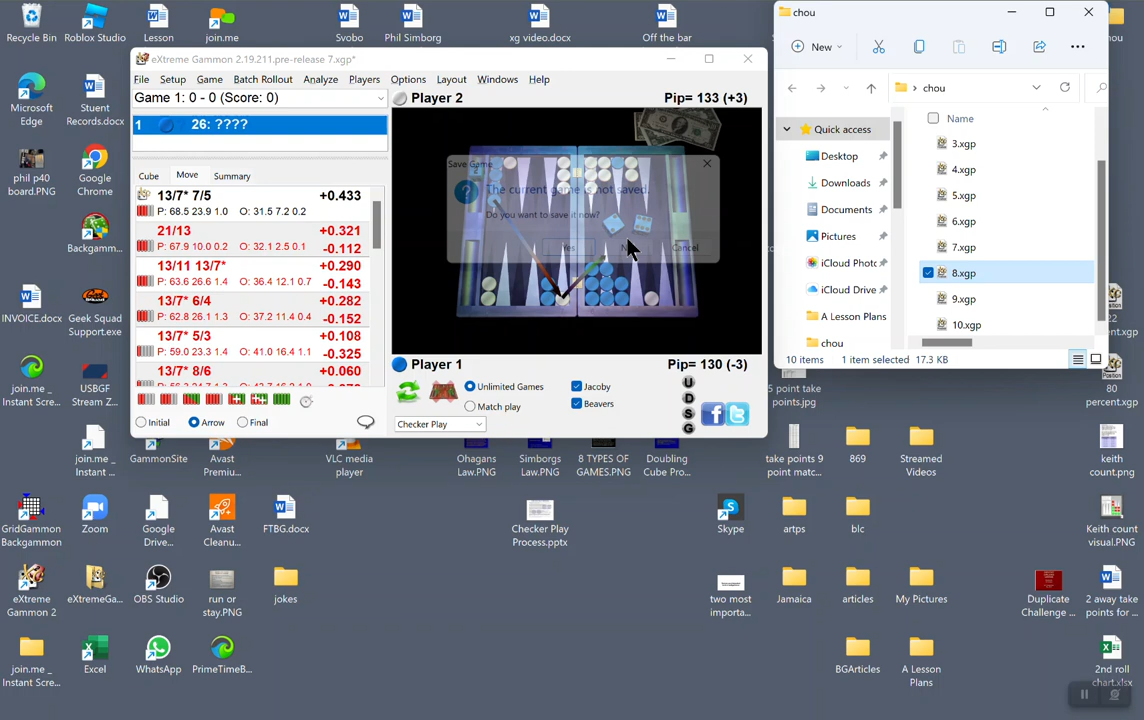 Recycle Bin
Roblox Studio
Lesson
join.me
Svobo
Phil Simborg
xg video.docx
Off the bar
chou
New
chou
Name
Quick access
Desktop
Downloads
Documents
Pictures
iCloud Photo
iCloud Drive
A Lesson Plans
chou
3.xgp
4.xgp
5.xgp
6.xgp
7.xgp
8.xgp
9.xgp
10.xgp
10 items
1 item selected
17.3 KB
eXtreme Gammon 2.19.211.pre-release 7.xgp*
File
Setup
Game
Batch Rollout
Analyze
Players
Options
Layout
Windows
Help
Game 1: 0 - 0 (Score: 0)
1
26: ????
Cube
Move
Summary
13/7* 7/5 +0.433
P: 68.5 23.9 1.0 O: 31.5 7.2 0.2
21/13 +0.321
P: 67.9 10.0 0.2 O: 32.1 2.5 0.1 -0.112
13/11 13/7* +0.290
P: 63.6 26.6 1.4 O: 36.4 12.1 0.7 -0.143
13/7* 6/4 +0.282
P: 62.8 26.1 1.3 O: 37.2 11.4 0.4 -0.152
13/7* 5/3 +0.108
P: 59.0 23.3 1.4 O: 41.0 16.4 1.1 -0.325
13/7* 8/6 +0.060
Initial
Arrow
Final
Player 2
Pip= 133 (+3)
Save Game
The current game is not saved.
Do you want to save it now?
Yes
Cancel
Player 1
Pip= 130 (-3)
Unlimited Games
Match play
Jacoby
Beavers
Checker Play
U
D
S
G
Microsoft
Edge
Stuent
Records.docx
phil p40
board.PNG
Google
Chrome
Backgamm...
INVOICE.docx
Geek Squad
Support.exe
join.me _
Instant Scre...
USBGF
Stream Z...
join.me _
Instant Scre...
GammonSite
Avast
Premiu...
VLC media
player
Ohagans
Law.PNG
Simborgs
Law.PNG
8 TYPES OF
GAMES.PNG
Doubling
Cube Pro...
5 point take
points.jpg
percent.xgp
80
percent.xgp
take points 9
point matc...
869
Streamed
Videos
keith
count.png
GridGammon
Backgammon
Zoom
Google
Drive...
Avast
Cleanu...
FTBG.docx
Checker Play
Process.pptx
Skype
artps
blc
Keith count
visual.PNG
eXtreme
Gammon 2
eXtremeGa...
OBS Studio
run or
stay.PNG
jokes
two most
importa...
Jamaica
articles
My Pictures
Duplicate
Challenge ...
2 away take
points for ...
join.me _
Instant Scre...
Excel
WhatsApp
PrimeTimeB...
BGArticles
A Lesson
Plans
2nd roll
chart.xlsx